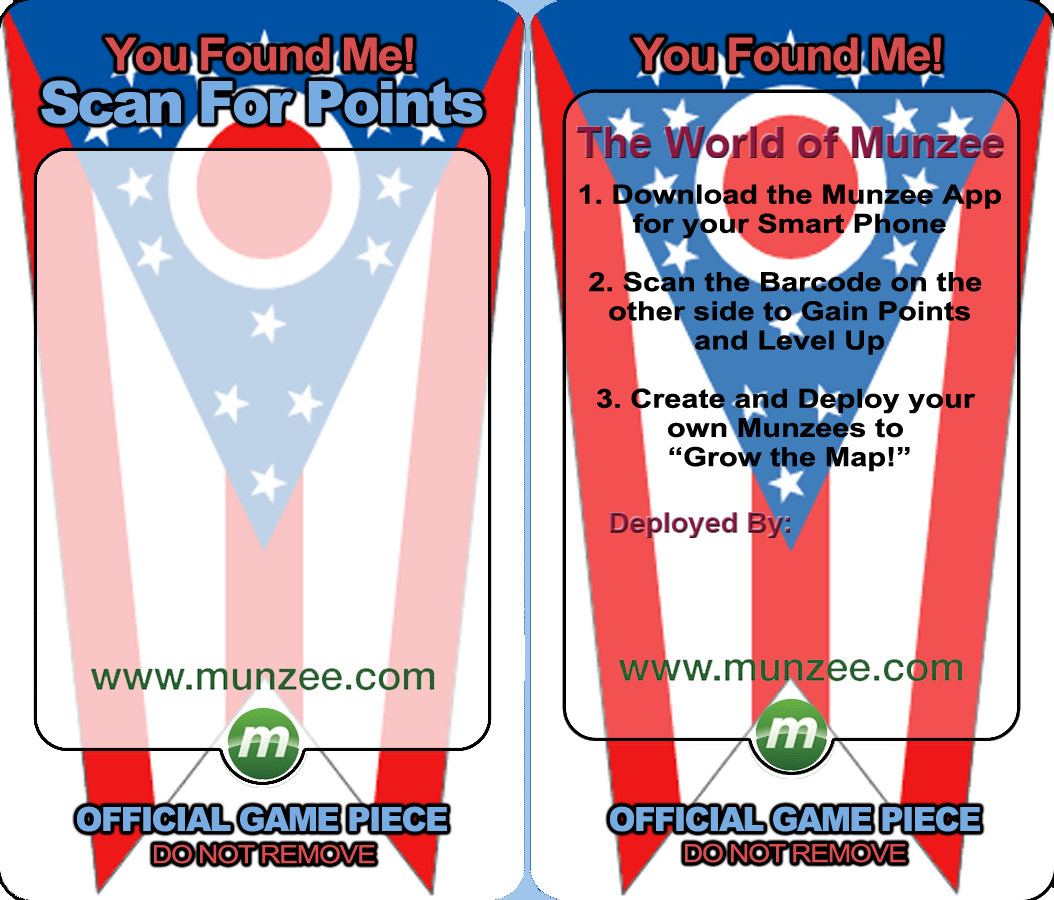 You Found Me!
Scan For Points
www.munzee.com
m
OFFICIAL GAME PIECE
DO NOT REMOVE
You Found Me!
The World of Munzee
1. Download the Munzee App
for your Smart Phone
2. Scan the Barcode on the
other side to Gain Points
and Level Up
3. Create and Deploy your
own Munzees to
“Grow the Map!”
Deployed By:
www.munzee.com
m
OFFICIAL GAME PIECE
DO NOT REMOVE